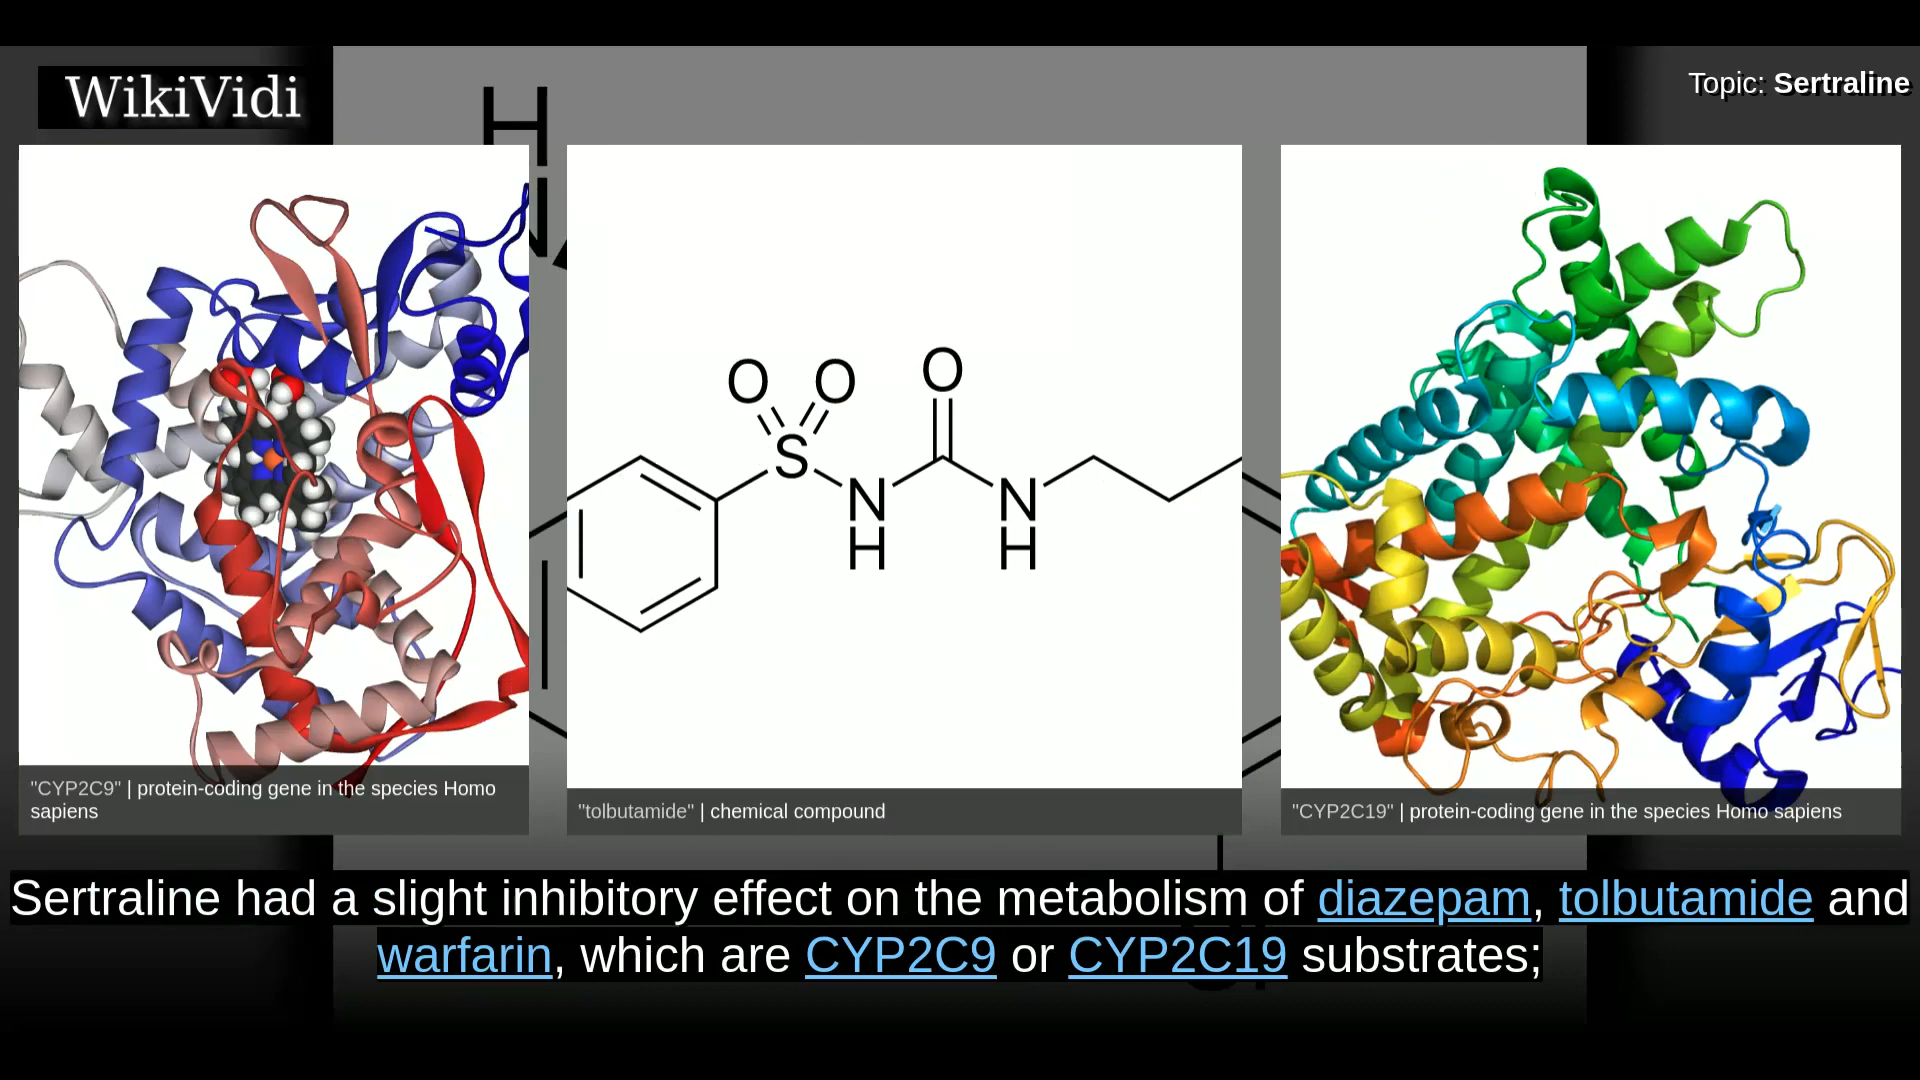 WikiVidi
Topic: Sertraline
H
N
O O O
S
N N
H H
"CYP2C9" | protein-coding gene in the species Homo
sapiens
"tolbutamide" | chemical compound
"CYP2C19" | protein-coding gene in the species Homo sapiens
Sertraline had a slight inhibitory effect on the metabolism of diazepam, tolbutamide and
warfarin, which are CYP2C9 or CYP2C19 substrates;